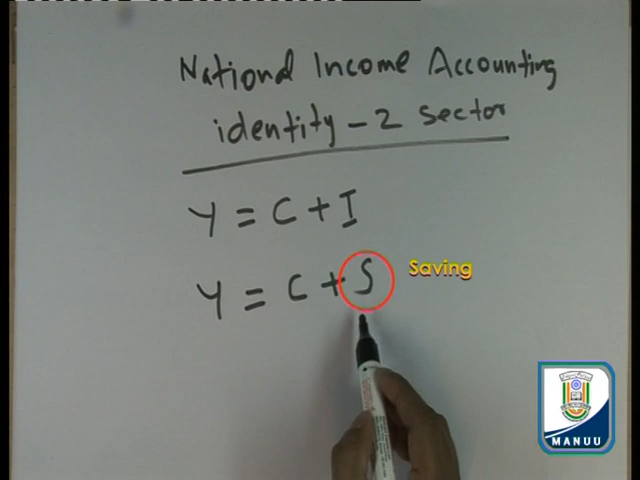 National Income Accounting
identity - 2 sector
Y = C + I
Y = C + S
Saving
MANUU